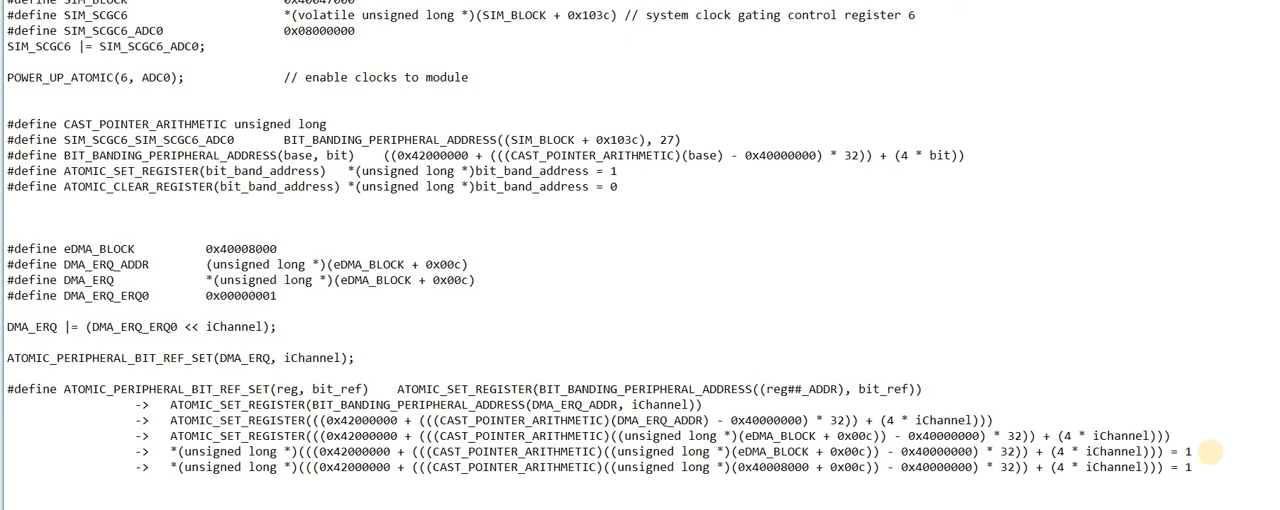 #define SIM_BLOCK                   0x40047000
#define SIM_SCGC6                   *(volatile unsigned long *)(SIM_BLOCK + 0x103c) // system clock gating control register 6
#define SIM_SCGC6_ADC0              0x08000000
SIM_SCGC6 |= SIM_SCGC6_ADC0;
POWER_UP_ATOMIC(6, ADC0);              // enable clocks to module
#define CAST_POINTER_ARITHMETIC unsigned long
#define SIM_SCGC6_SIM_SCGC6_ADC0       BIT_BANDING_PERIPHERAL_ADDRESS((SIM_BLOCK + 0x103c), 27)
#define BIT_BANDING_PERIPHERAL_ADDRESS(base, bit)    ((0x42000000 + (((CAST_POINTER_ARITHMETIC)(base) - 0x40000000) * 32)) + (4 * bit))
#define ATOMIC_SET_REGISTER(bit_band_address)   *(unsigned long *)bit_band_address = 1
#define ATOMIC_CLEAR_REGISTER(bit_band_address) *(unsigned long *)bit_band_address = 0
#define eDMA_BLOCK          0x40008000
#define DMA_ERQ_ADDR        (unsigned long *)(eDMA_BLOCK + 0x00c)
#define DMA_ERQ             *(unsigned long *)(eDMA_BLOCK + 0x00c)
#define DMA_ERQ_ERQ0        0x00000001
DMA_ERQ |= (DMA_ERQ_ERQ0 << iChannel);
ATOMIC_PERIPHERAL_BIT_REF_SET(DMA_ERQ, iChannel);
#define ATOMIC_PERIPHERAL_BIT_REF_SET(reg, bit_ref)    ATOMIC_SET_REGISTER(BIT_BANDING_PERIPHERAL_ADDRESS((reg##_ADDR), bit_ref))
->   ATOMIC_SET_REGISTER(BIT_BANDING_PERIPHERAL_ADDRESS(DMA_ERQ_ADDR, iChannel))
->   ATOMIC_SET_REGISTER(((0x42000000 + (((CAST_POINTER_ARITHMETIC)(DMA_ERQ_ADDR) - 0x40000000) * 32)) + (4 * iChannel)))
->   ATOMIC_SET_REGISTER(((0x42000000 + (((CAST_POINTER_ARITHMETIC)((unsigned long *)(eDMA_BLOCK + 0x00c)) - 0x40000000) * 32)) + (4 * iChannel)))
->   *(unsigned long *)(((0x42000000 + (((CAST_POINTER_ARITHMETIC)((unsigned long *)(eDMA_BLOCK + 0x00c)) - 0x40000000) * 32)) + (4 * iChannel))) = 1
->   *(unsigned long *)(((0x42000000 + (((CAST_POINTER_ARITHMETIC)((unsigned long *)(0x40008000 + 0x00c)) - 0x40000000) * 32)) + (4 * iChannel))) = 1